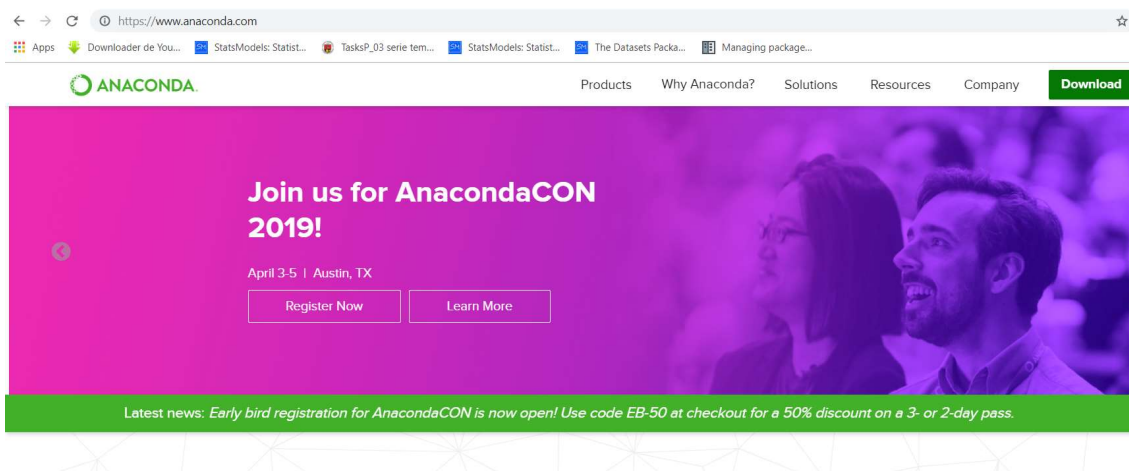 https://www.anaconda.com
Apps Downloader de You... StatsModels: Statist... TasksP_03 serie tem... StatsModels: Statist... The Datasets Packa... Managing package...
ANACONDA. Products Why Anaconda? Solutions Resources Company Download
Join us for AnacondaCON
2019!
April 3-5 | Austin, TX
Register Now Learn More
Latest news: Early bird registration for AnacondaCON is now open! Use code EB-50 at checkout for a 50% discount on a 3- or 2-day pass.